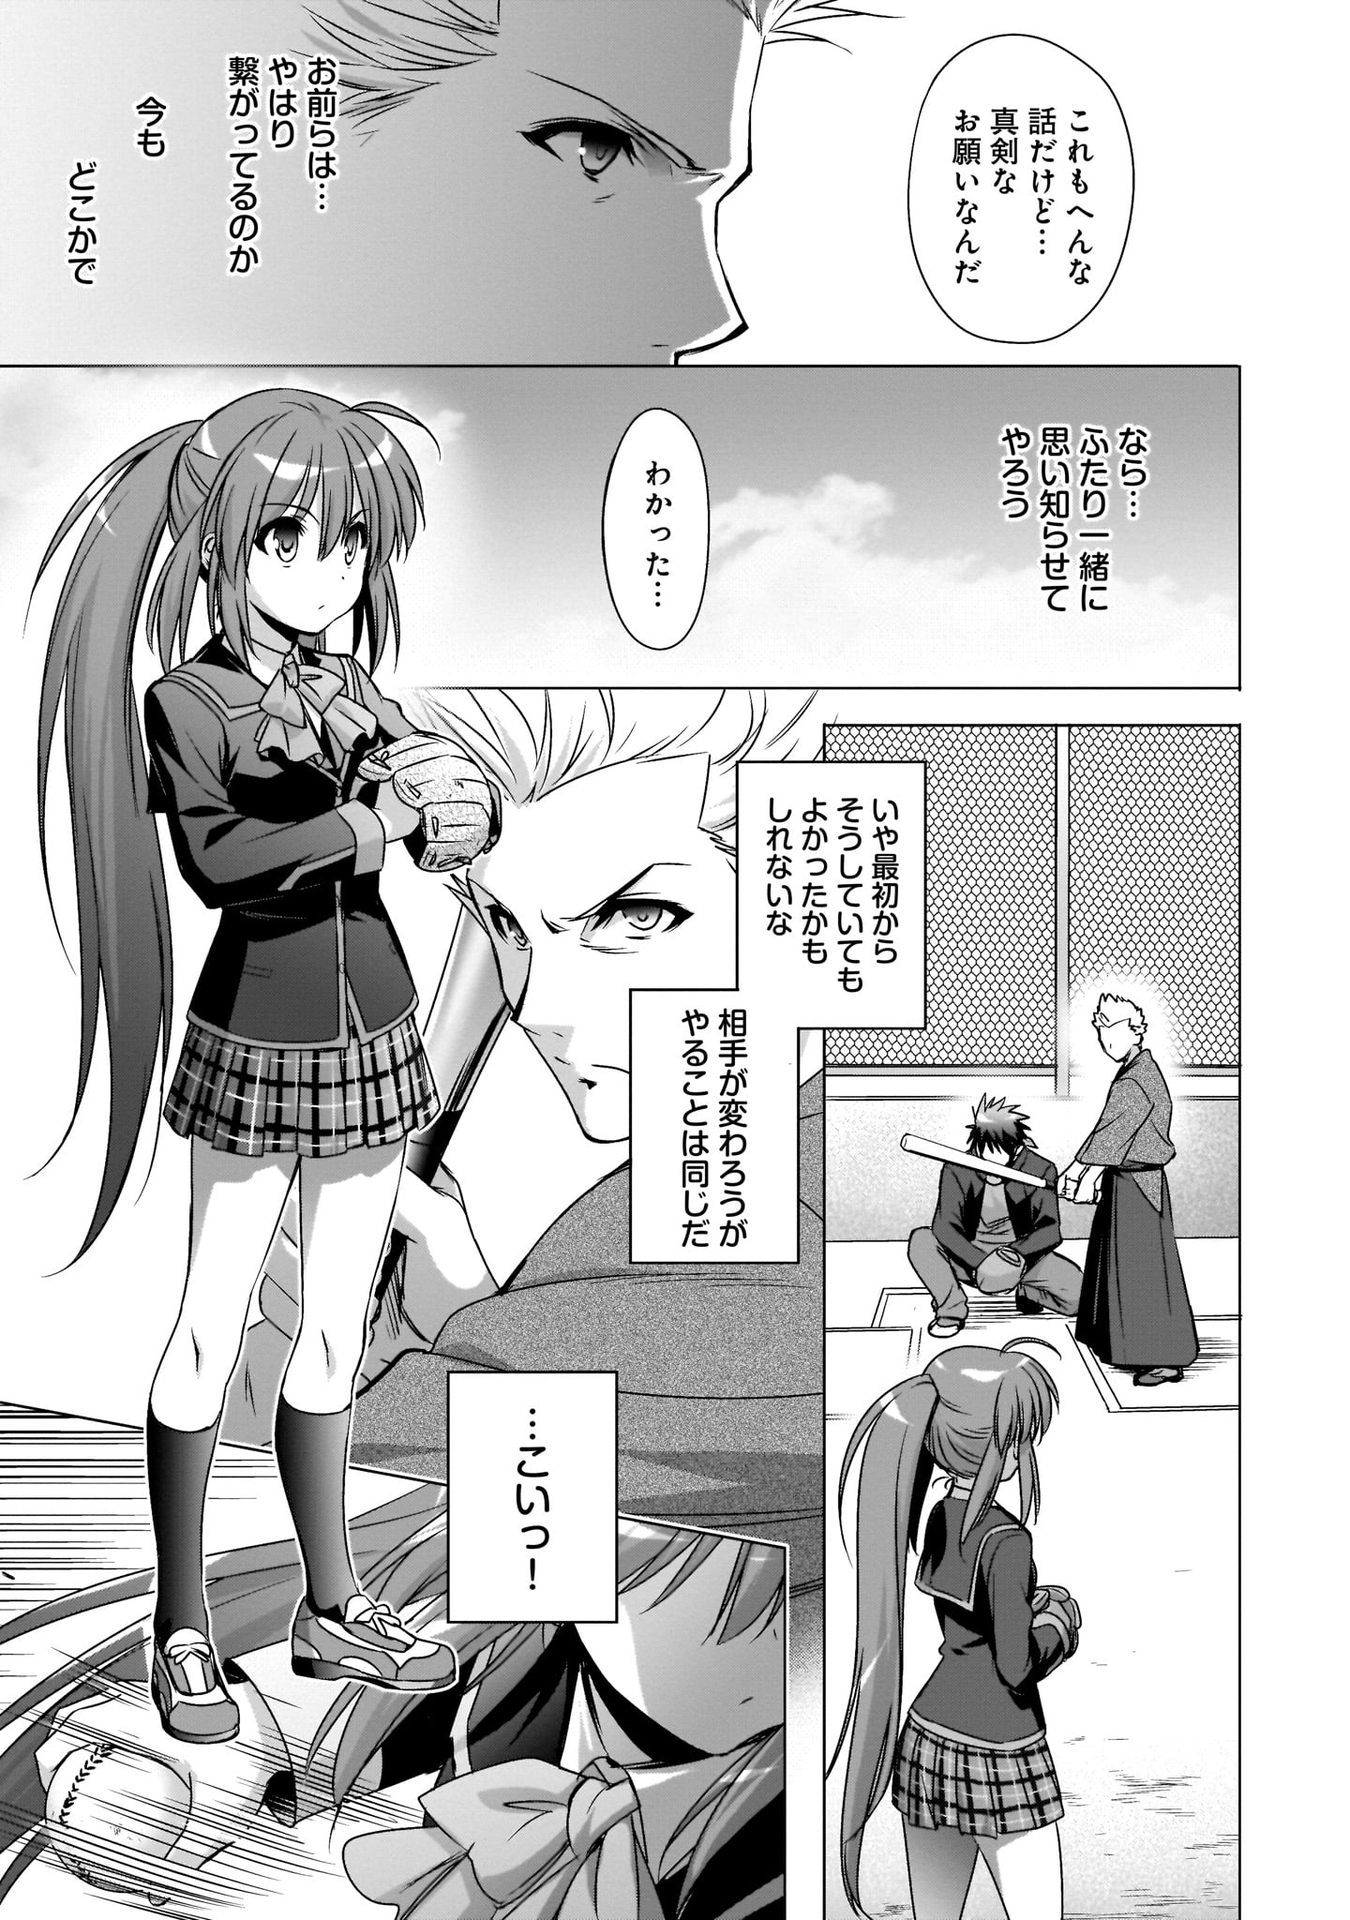 これもへんな
話だけど…
真剣な
お願いなんだ
お前らは…
やはり
繋がってるのか
今も
どこかで
なら…
ふたり一緒に
思い知らせて
やろう
わかった…
いや最初から
そうしていても
よかったかも
しれないな
相手が変わろうが
やることは同じだ
…こいっ！